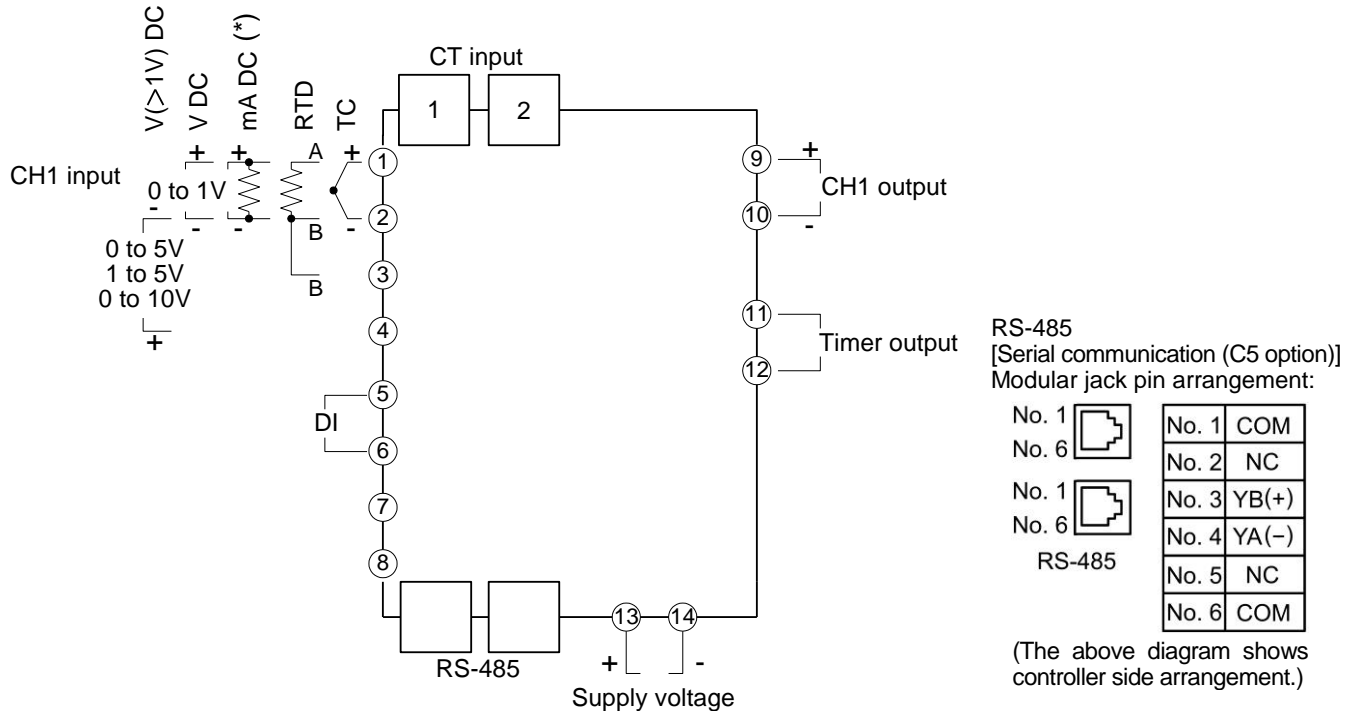 V(>1V) DC
V DC
mA DC (*)
RTD
TC
CT input
1 2
CH1 input
+ + A +
0 to 1V
- - - B -
0 to 5V
1 to 5V
0 to 10V
+
B
1
2
3
4
5
DI
6
7
8
9 +
CH1 output
10 -
11
Timer output
12
RS-485
13 14
+ -
Supply voltage
RS-485
[Serial communication (C5 option)]
Modular jack pin arrangement:
No. 1
No. 6
No. 1
No. 6
RS-485
No. 1 COM
No. 2 NC
No. 3 YB(+)
No. 4 YA(−)
No. 5 NC
No. 6 COM
(The above diagram shows
controller side arrangement.)